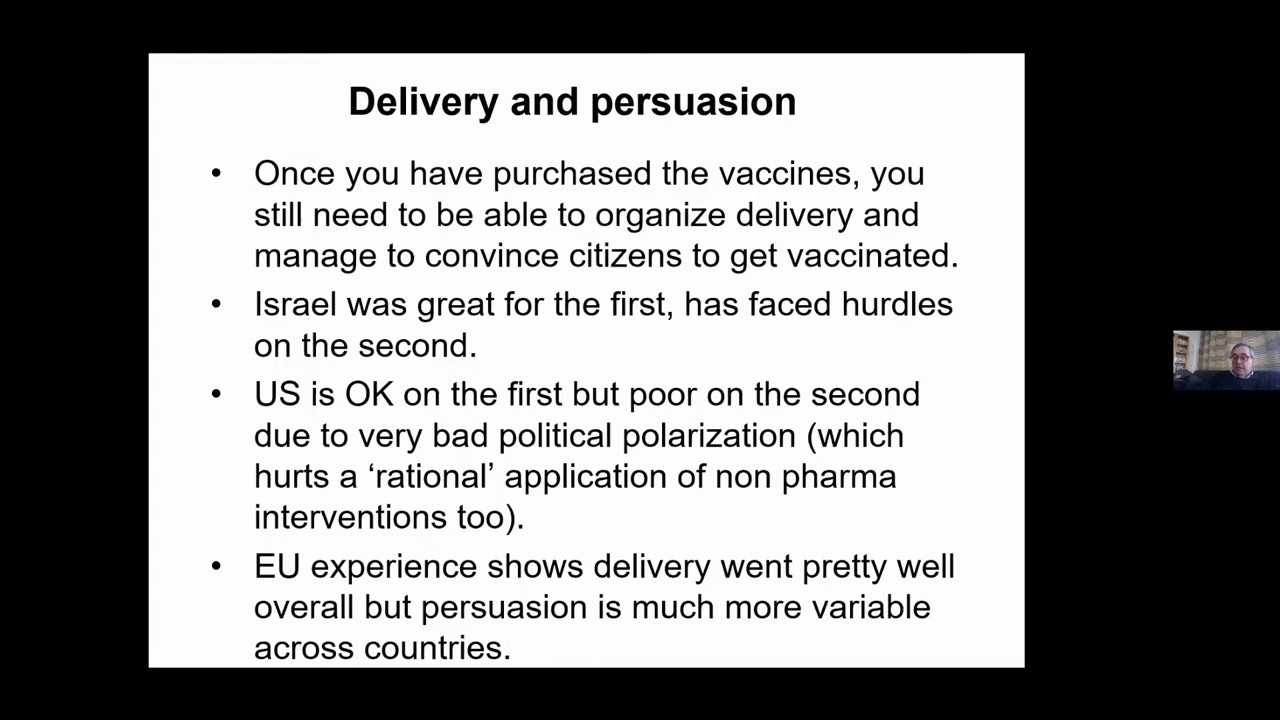 Delivery and persuasion
• Once you have purchased the vaccines, you
still need to be able to organize delivery and
manage to convince citizens to get vaccinated.
• Israel was great for the first, has faced hurdles
on the second.
• US is OK on the first but poor on the second
due to very bad political polarization (which
hurts a ‘rational’ application of non pharma
interventions too).
• EU experience shows delivery went pretty well
overall but persuasion is much more variable
across countries.